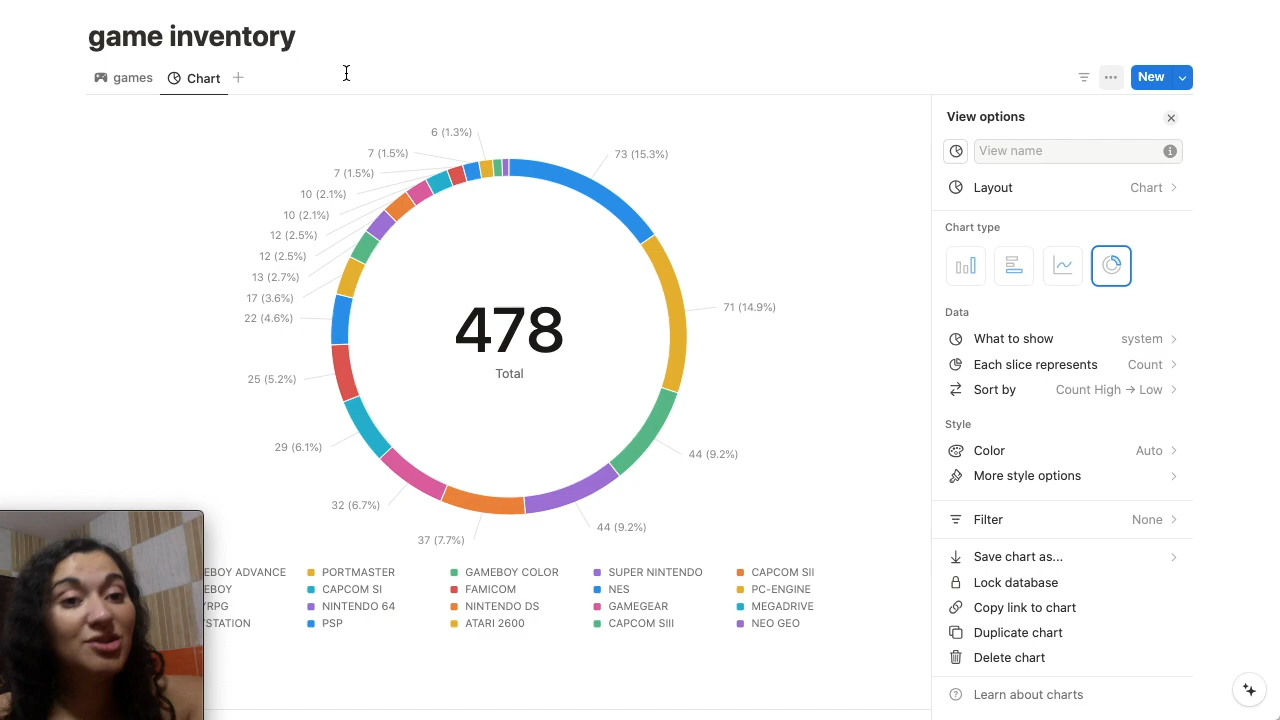 game inventory
games
Chart
New
6 (1.3%)
7 (1.5%)
7 (1.5%)
10 (2.1%)
10 (2.1%)
12 (2.5%)
12 (2.5%)
13 (2.7%)
17 (3.6%)
22 (4.6%)
25 (5.2%)
29 (6.1%)
32 (6.7%)
37 (7.7%)
44 (9.2%)
44 (9.2%)
71 (14.9%)
73 (15.3%)
478
Total
EBOY ADVANCE PORTMASTER GAMEBOY COLOR SUPER NINTENDO CAPCOM SII
EBOY CAPCOM SI FAMICOM NES PC-ENGINE
RPG NINTENDO 64 NINTENDO DS GAMEGEAR MEGADRIVE
STATION PSP ATARI 2600 CAPCOM SIII NEO GEO
View options
View name
Layout Chart
Chart type
Data
What to show system
Each slice represents Count
Sort by Count High → Low
Style
Color Auto
More style options
Filter None
Save chart as...
Lock database
Copy link to chart
Duplicate chart
Delete chart
Learn about charts